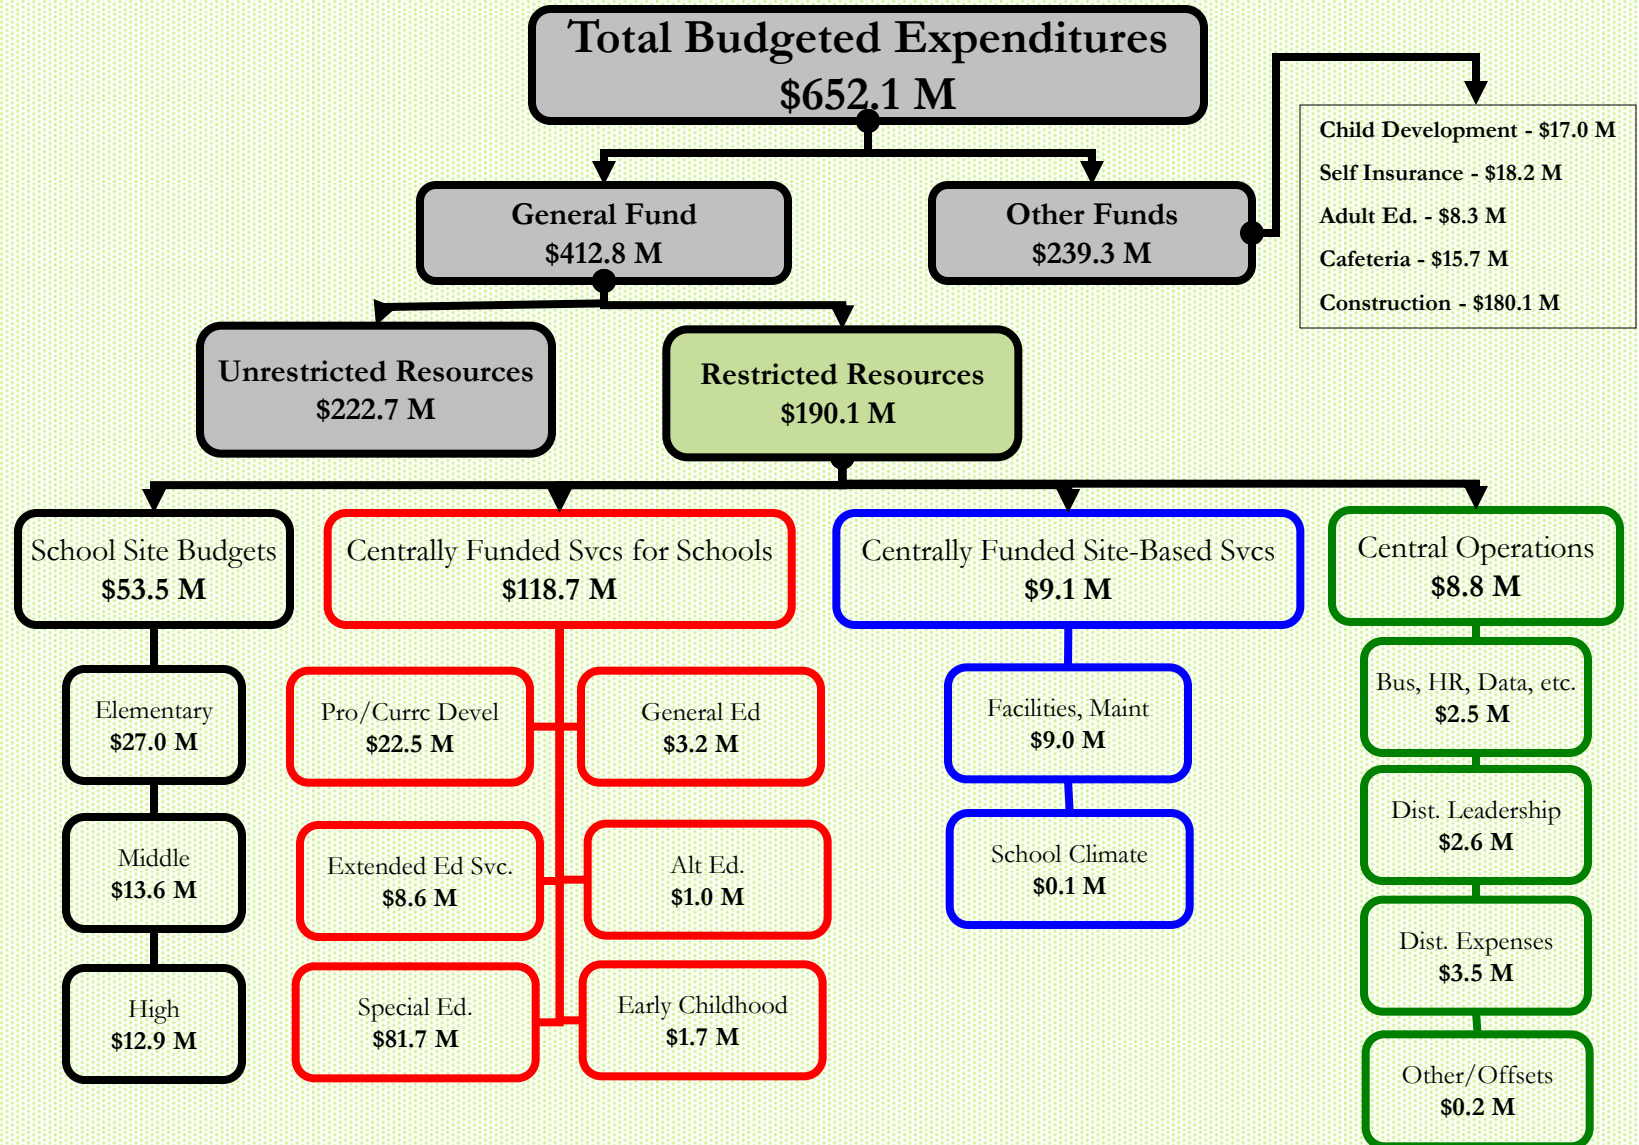 Total Budgeted Expenditures
$652.1 M
Child Development - $17.0 M
Self Insurance - $18.2 M
Adult Ed. - $8.3 M
Cafeteria - $15.7 M
Construction - $180.1 M
General Fund
$412.8 M
Other Funds
$239.3 M
Unrestricted Resources
$222.7 M
Restricted Resources
$190.1 M
School Site Budgets
$53.5 M
Centrally Funded Svcs for Schools
$118.7 M
Centrally Funded Site-Based Svcs
$9.1 M
Central Operations
$8.8 M
Elementary
$27.0 M
Middle
$13.6 M
High
$12.9 M
Pro/Currc Devel
$22.5 M
General Ed
$3.2 M
Extended Ed Svc.
$8.6 M
Alt Ed.
$1.0 M
Special Ed.
$81.7 M
Early Childhood
$1.7 M
Facilities, Maint
$9.0 M
School Climate
$0.1 M
Bus, HR, Data, etc.
$2.5 M
Dist. Leadership
$2.6 M
Dist. Expenses
$3.5 M
Other/Offsets
$0.2 M